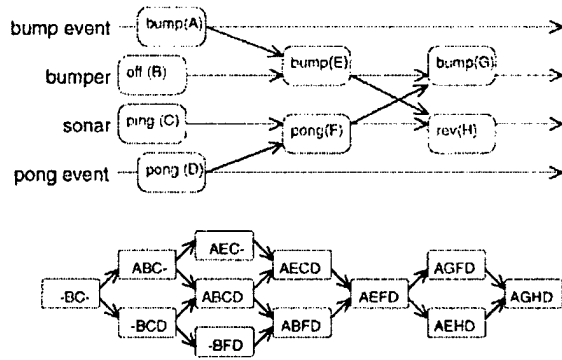 bump event bump(A)
bumper off (B) bump(E) bump(G)
sonar ping (C) pong(F) rev(H)
pong event pong (D)
AEC-
ABC- AECD AGFD
-BC- ABCD AEFD AGHD
-BCD ABFD AEHD
-BFD